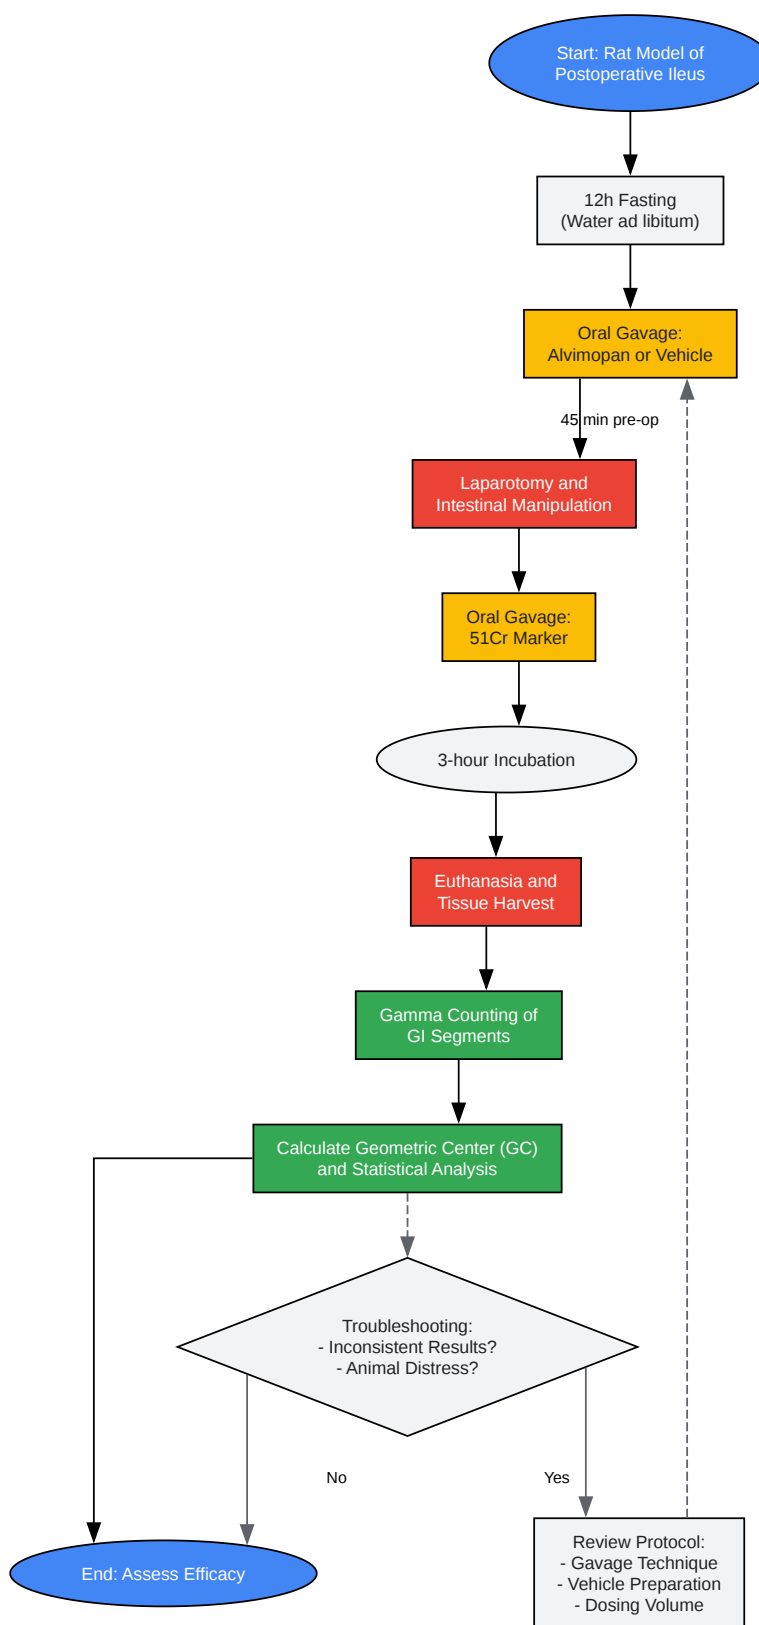 Start: Rat Model of
Postoperative Ileus
12h Fasting
(Water ad libitum)
Oral Gavage:
Alvimopan or Vehicle
45 min pre-op
Laparotomy and
Intestinal Manipulation
Oral Gavage:
51Cr Marker
3-hour Incubation
Euthanasia and
Tissue Harvest
Gamma Counting of
GI Segments
Calculate Geometric Center (GC)
and Statistical Analysis
Troubleshooting:
- Inconsistent Results?
- Animal Distress?
No
Yes
End: Assess Efficacy
Review Protocol:
- Gavage Technique
- Vehicle Preparation
- Dosing Volume